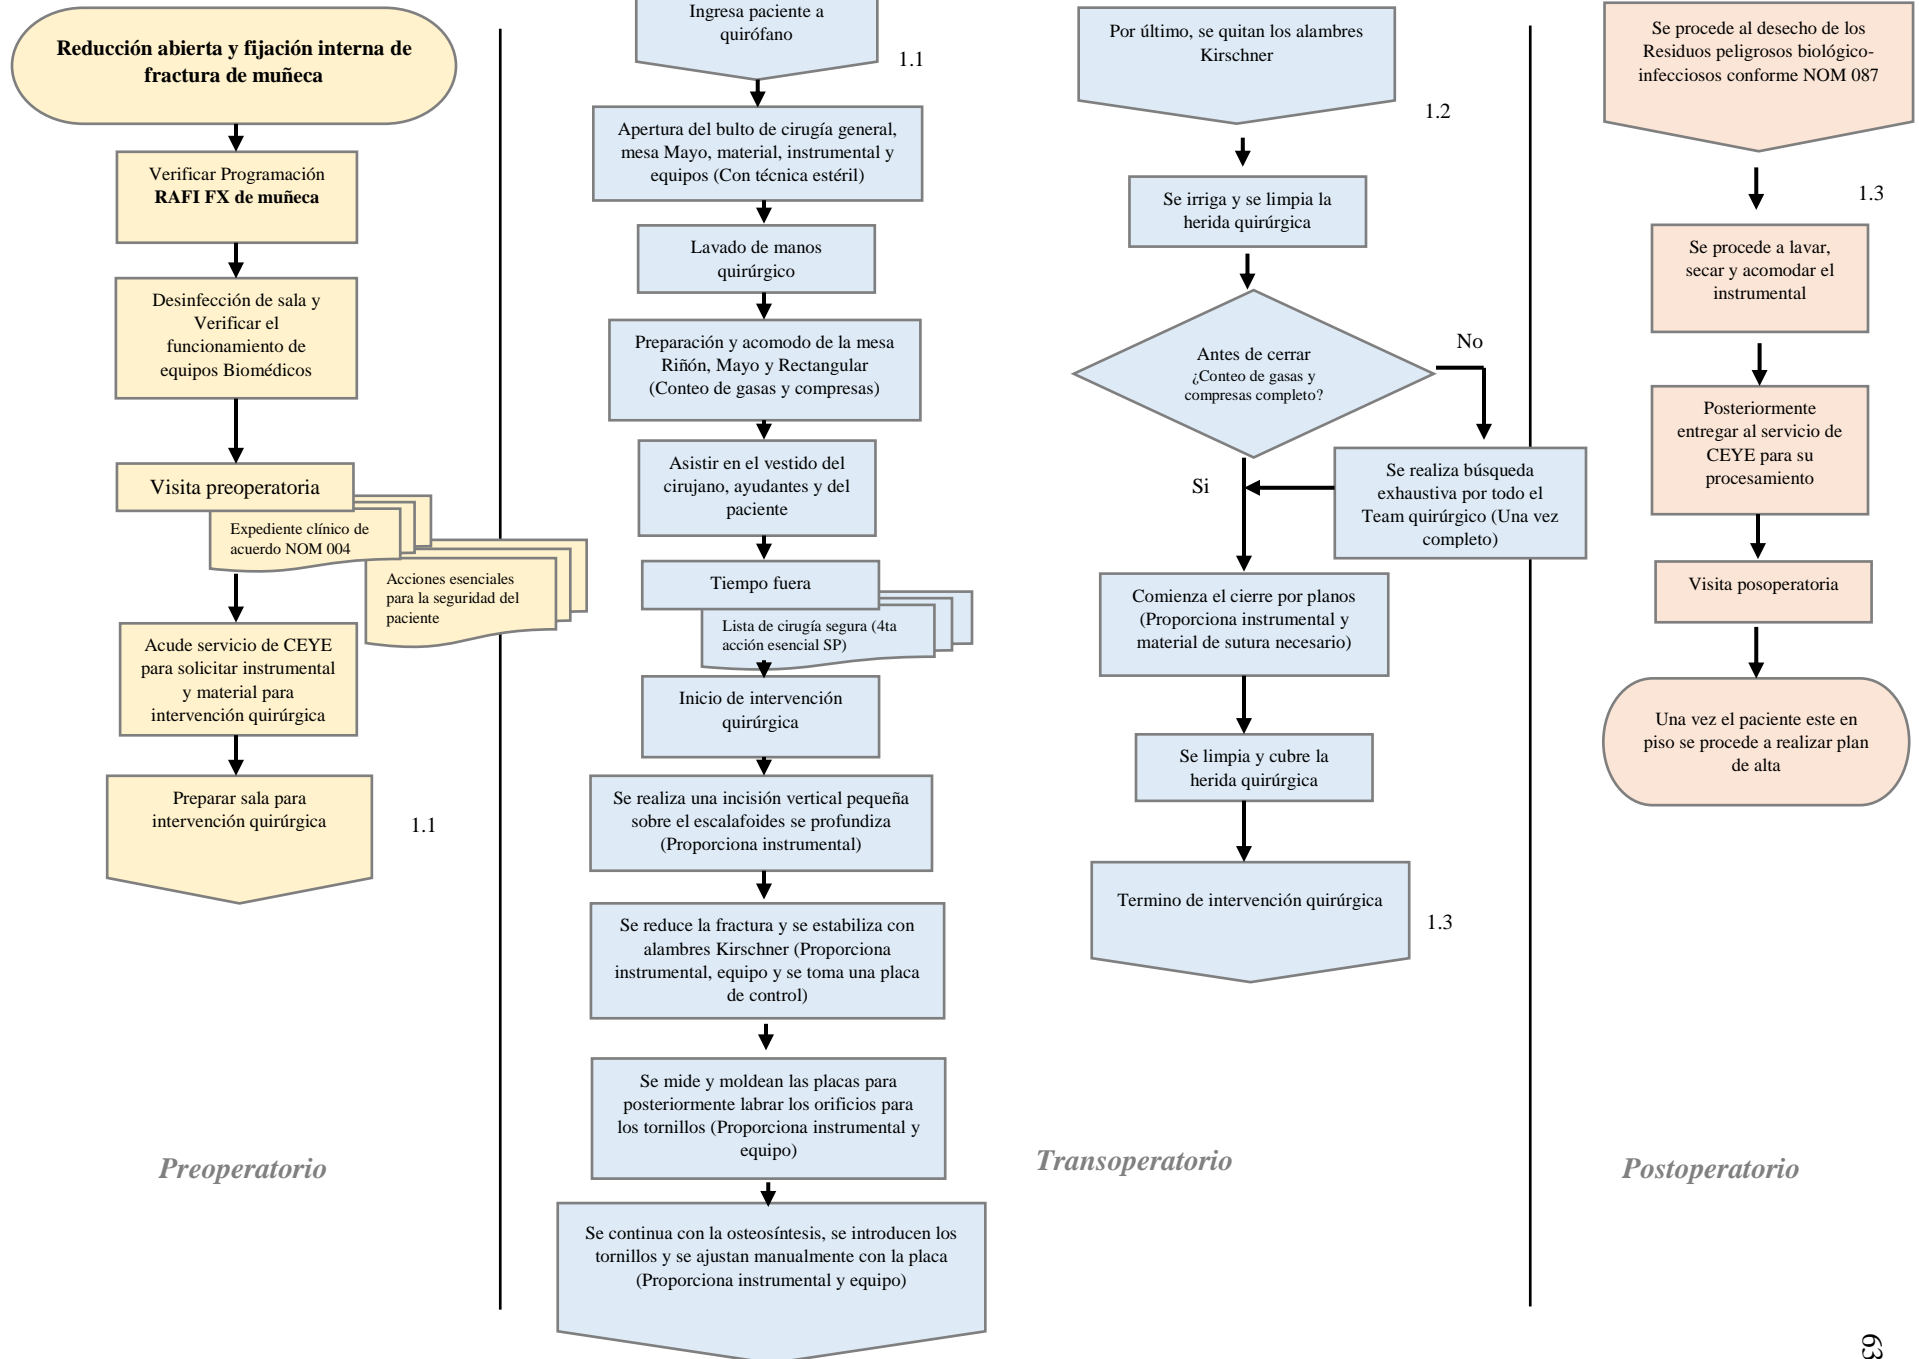 Reducción abierta y fijación interna de
fractura de muñeca
Verificar Programación
RAFI FX de muñeca
Desinfección de sala y
Verificar el
funcionamiento de
equipos Biomédicos
Visita preoperatoria
Expediente clínico de
acuerdo NOM 004
Acciones esenciales
para la seguridad del
paciente
Acude servicio de CEYE
para solicitar instrumental
y material para
intervención quirúrgica
Preparar sala para
intervención quirúrgica
1.1
Preoperatorio
Ingresa paciente a
quirófano
1.1
Apertura del bulto de cirugía general,
mesa Mayo, material, instrumental y
equipos (Con técnica estéril)
Lavado de manos
quirúrgico
Preparación y acomodo de la mesa
Riñón, Mayo y Rectangular
(Conteo de gasas y compresas)
Asistir en el vestido del
cirujano, ayudantes y del
paciente
Tiempo fuera
Lista de cirugía segura (4ta
acción esencial SP)
Inicio de intervención
quirúrgica
Se realiza una incisión vertical pequeña
sobre el escalafoides se profundiza
(Proporciona instrumental)
Se reduce la fractura y se estabiliza con
alambres Kirschner (Proporciona
instrumental, equipo y se toma una placa
de control)
Se mide y moldean las placas para
posteriormente labrar los orificios para
los tornillos (Proporciona instrumental y
equipo)
Se continua con la osteosíntesis, se introducen los
tornillos y se ajustan manualmente con la placa
(Proporciona instrumental y equipo)
Por último, se quitan los alambres
Kirschner
1.2
Se irriga y se limpia la
herida quirúrgica
Antes de cerrar
¿Conteo de gasas y
compresas completo?
No
Si
Se realiza búsqueda
exhaustiva por todo el
Team quirúrgico (Una vez
completo)
Comienza el cierre por planos
(Proporciona instrumental y
material de sutura necesario)
Se limpia y cubre la
herida quirúrgica
Termino de intervención quirúrgica
1.3
Transoperatorio
Se procede al desecho de los
Residuos peligrosos biológico-
infecciosos conforme NOM 087
1.3
Se procede a lavar,
secar y acomodar el
instrumental
Posteriormente
entregar al servicio de
CEYE para su
procesamiento
Visita posoperatoria
Una vez el paciente este en
piso se procede a realizar plan
de alta
Postoperatorio
63